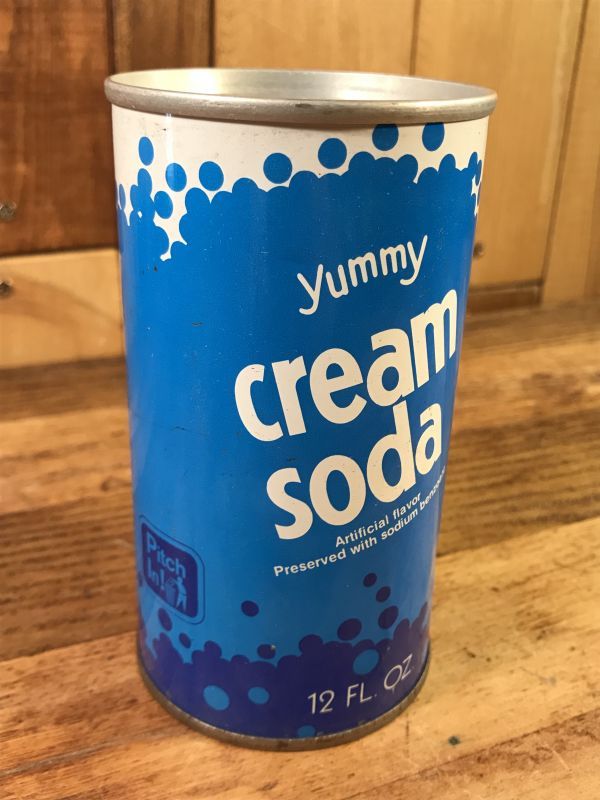 yummy
cream
soda
Artificial flavor
Preserved with sodium
Pitch
In!
12 FL. OZ.